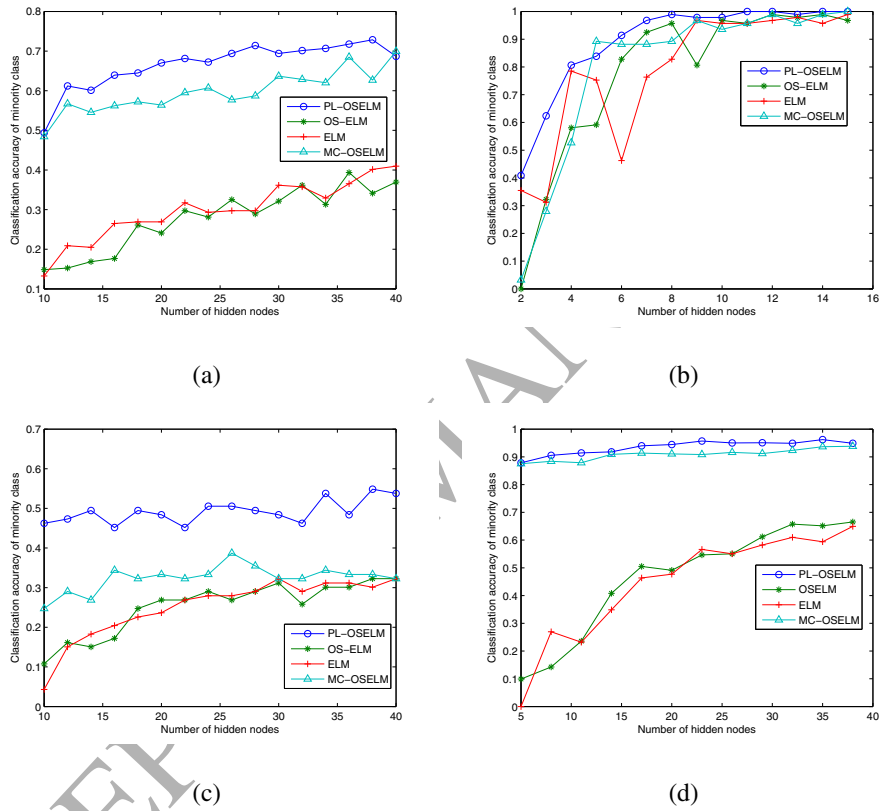 0.8
0.7
0.6
0.5
0.4
0.3
0.2
0.1
Classification accuracy of minority class
PL−OSELM
OS−ELM
ELM
MC−OSELM
10 15 20 25 30 35 40
Number of hidden nodes
(a)
1
0.9
0.8
0.7
0.6
0.5
0.4
0.3
0.2
0.1
0
Classification accuracy of minority class
PL−OSELM
OS−ELM
ELM
MC−OSELM
2 4 6 8 10 12 14 16
Number of hidden nodes
(b)
0.7
0.6
0.5
0.4
0.3
0.2
0.1
0
Classification accuracy of minority class
PL−OSELM
OS−ELM
ELM
MC−OSELM
10 15 20 25 30 35 40
Number of hidden nodes
(c)
1
0.9
0.8
0.7
0.6
0.5
0.4
0.3
0.2
0.1
0
Classification accuracy of minority class
PL−OSELM
OSELM
ELM
MC−OSELM
5 10 15 20 25 30 35 40
Number of hidden nodes
(d)